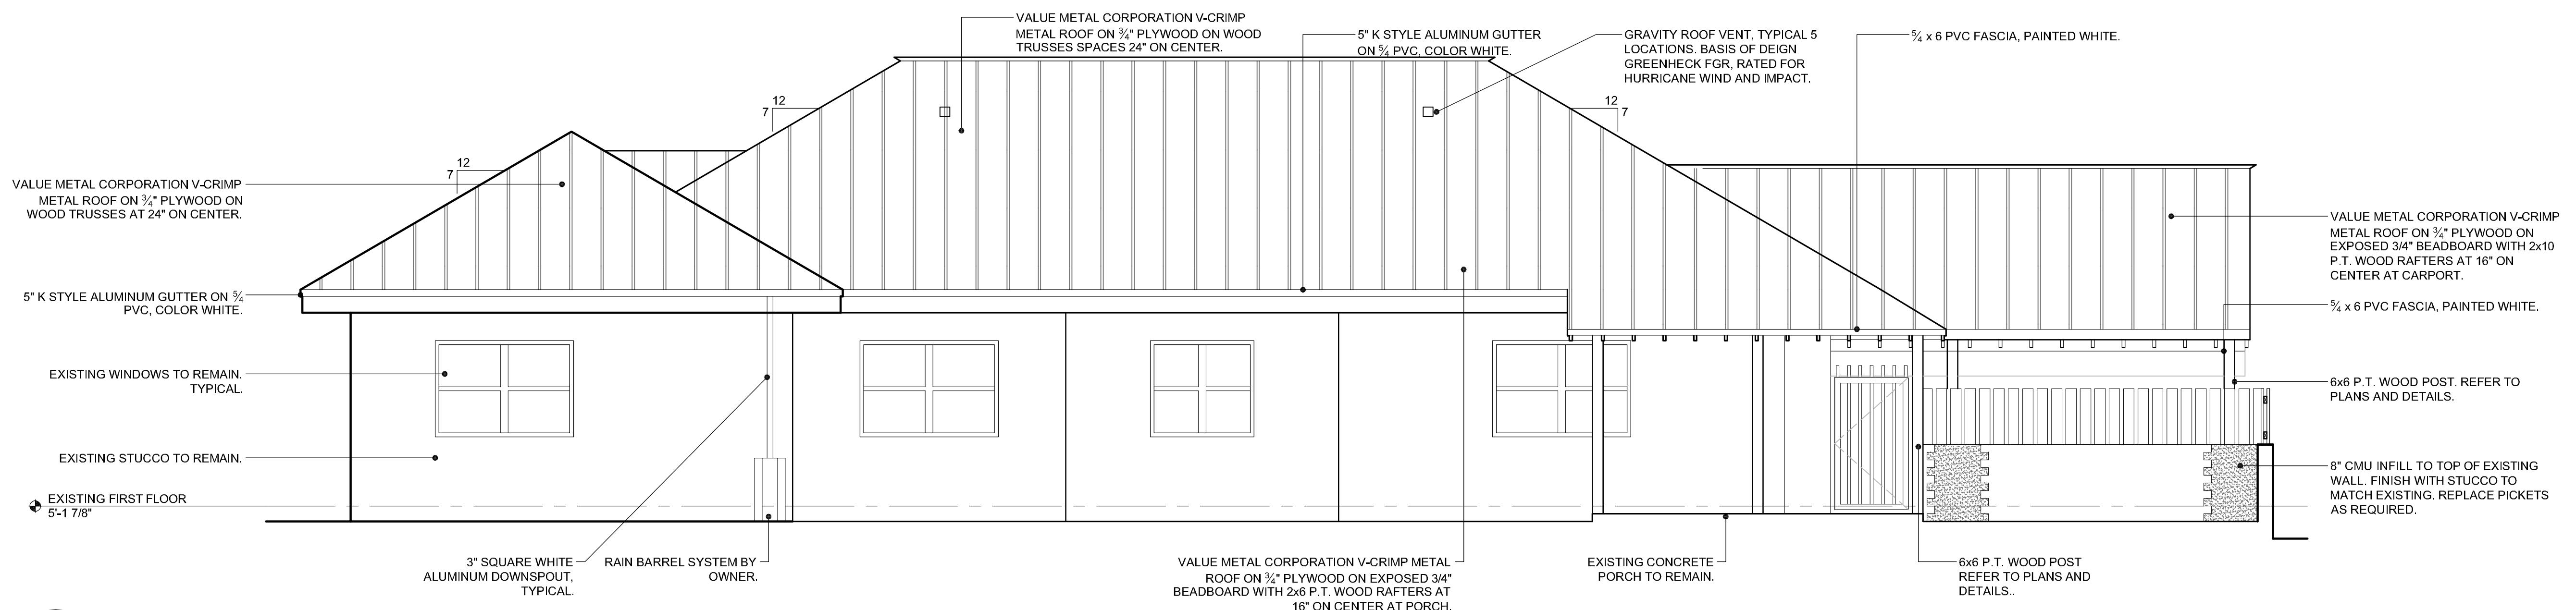 VALUE METAL CORPORATION V-CRIMP
METAL ROOF ON ¾" PLYWOOD ON WOOD
TRUSSES SPACES 24" ON CENTER.
5" K STYLE ALUMINUM GUTTER
ON 5⁄4 PVC, COLOR WHITE.
GRAVITY ROOF VENT, TYPICAL 5
LOCATIONS. BASIS OF DEIGN
GREENHECK FGR, RATED FOR
HURRICANE WIND AND IMPACT.
5⁄4 x 6 PVC FASCIA, PAINTED WHITE.
12
7
12
7
12
7
VALUE METAL CORPORATION V-CRIMP
METAL ROOF ON ¾" PLYWOOD ON
WOOD TRUSSES AT 24" ON CENTER.
VALUE METAL CORPORATION V-CRIMP
METAL ROOF ON ¾" PLYWOOD ON
EXPOSED 3/4" BEADBOARD WITH 2x10
P.T. WOOD RAFTERS AT 16" ON
CENTER AT CARPORT.
5" K STYLE ALUMINUM GUTTER ON 5⁄4
PVC, COLOR WHITE.
5⁄4 x 6 PVC FASCIA, PAINTED WHITE.
EXISTING WINDOWS TO REMAIN.
TYPICAL.
6x6 P.T. WOOD POST. REFER TO
PLANS AND DETAILS.
EXISTING STUCCO TO REMAIN.
8" CMU INFILL TO TOP OF EXISTING
WALL. FINISH WITH STUCCO TO
MATCH EXISTING. REPLACE PICKETS
AS REQUIRED.
EXISTING FIRST FLOOR
5'-1 7/8"
3" SQUARE WHITE
ALUMINUM DOWNSPOUT,
TYPICAL.
RAIN BARREL SYSTEM BY
OWNER.
VALUE METAL CORPORATION V-CRIMP METAL
ROOF ON ¾" PLYWOOD ON EXPOSED 3/4"
BEADBOARD WITH 2x6 P.T. WOOD RAFTERS AT
16" ON CENTER AT PORCH.
EXISTING CONCRETE
PORCH TO REMAIN.
6x6 P.T. WOOD POST
REFER TO PLANS AND
DETAILS..